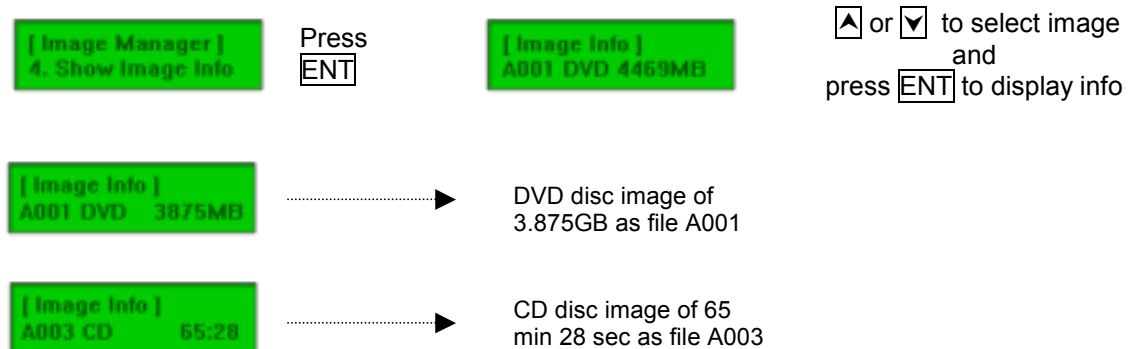 [ Image Manager ]
4. Show Image Info
Press
ENT
[ Image Info ]
A001 DVD 4469MB
or to select image
and
press ENT to display info
[ Image Info ]
A001 DVD 3875MB
DVD disc image of
3.875GB as file A001
[ Image Info ]
A003 CD 65:28
CD disc image of 65
min 28 sec as file A003